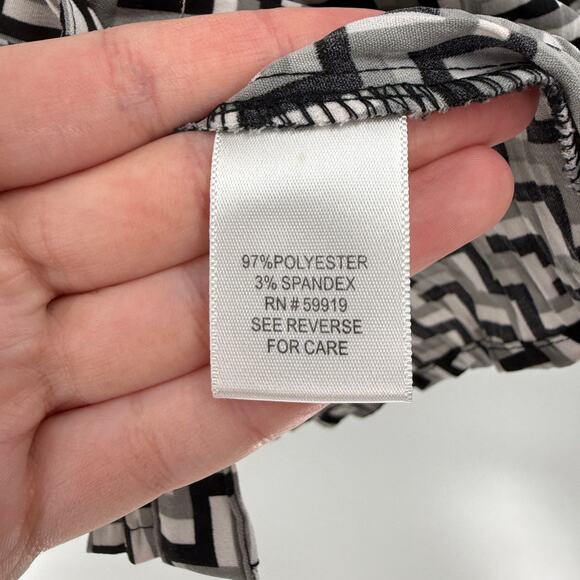 97%POLYESTER
3% SPANDEX
RN # 59919
SEE REVERSE
FOR CARE